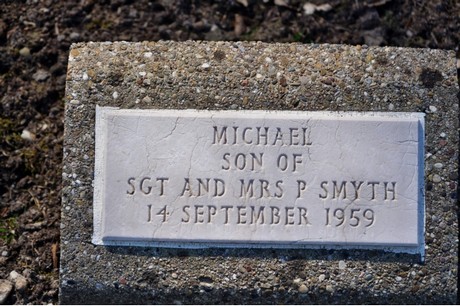 MICHAEL
SON OF
SGT AND MRS P SMYTH
14 SEPTEMBER 1959